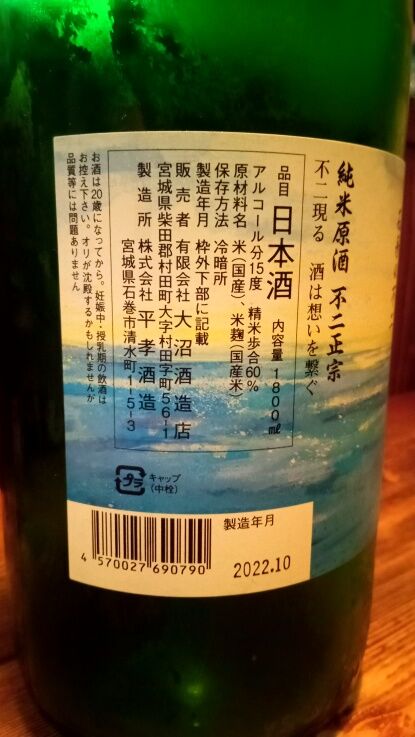 純米原酒 不二正宗
不二現る 酒は想いを繋ぐ
品目 日本酒 内容量 1800㎖
アルコール分15度 精米歩合60%
原材料名 米(国産)、米麹(国産米)
保存方法 冷暗所
製造年月 枠外下部に記載
販売者 有限会社 大沼酒造店
宮城県柴田郡村田町大字村田字町56-1
製造所 株式会社 平孝酒造
宮城県石巻市清水町1-5-3
お酒は20歳になってから。妊娠中・授乳期の飲酒は
お控え下さい。オリが沈殿するかもしれませんが
品質等には問題ありません
プラ
キャップ
(中栓)
製造年月
2022.10
4 570027 690790